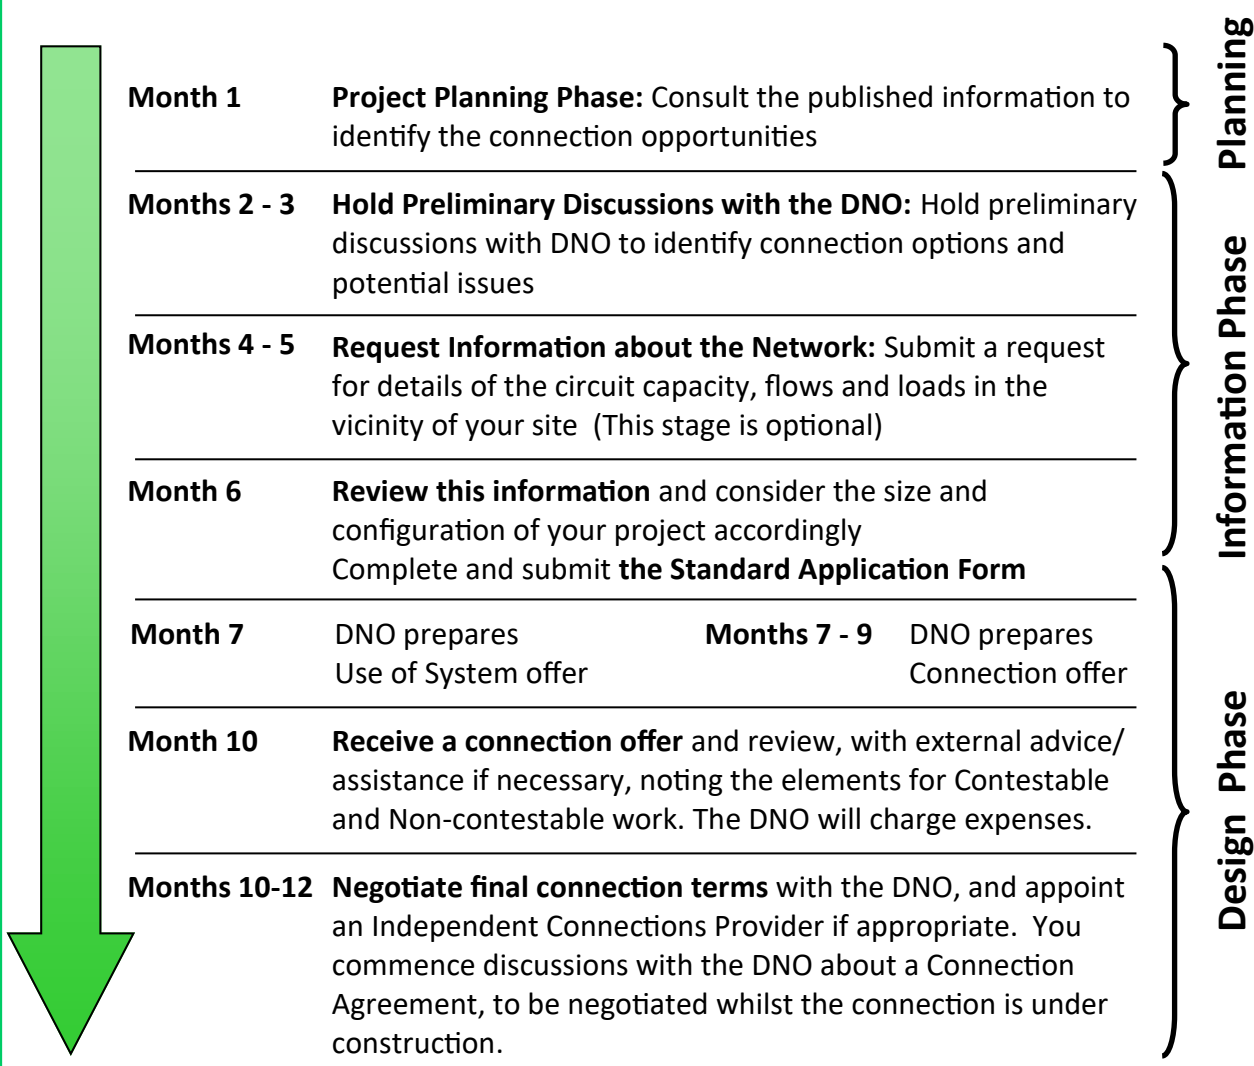 Month 1
Project Planning Phase: Consult the published information to
identify the connection opportunities
Planning
Months 2 - 3
Hold Preliminary Discussions with the DNO: Hold preliminary
discussions with DNO to identify connection options and
potential issues
Months 4 - 5
Request Information about the Network: Submit a request
for details of the circuit capacity, flows and loads in the
vicinity of your site  (This stage is optional)
Month 6
Review this information and consider the size and
configuration of your project accordingly
Complete and submit the Standard Application Form
Information Phase
Month 7
DNO prepares
Use of System offer
Months 7 - 9
DNO prepares
Connection offer
Month 10
Receive a connection offer and review, with external advice/
assistance if necessary, noting the elements for Contestable
and Non-contestable work. The DNO will charge expenses.
Months 10-12
Negotiate final connection terms with the DNO, and appoint
an Independent Connections Provider if appropriate.  You
commence discussions with the DNO about a Connection
Agreement, to be negotiated whilst the connection is under
construction.
Design  Phase